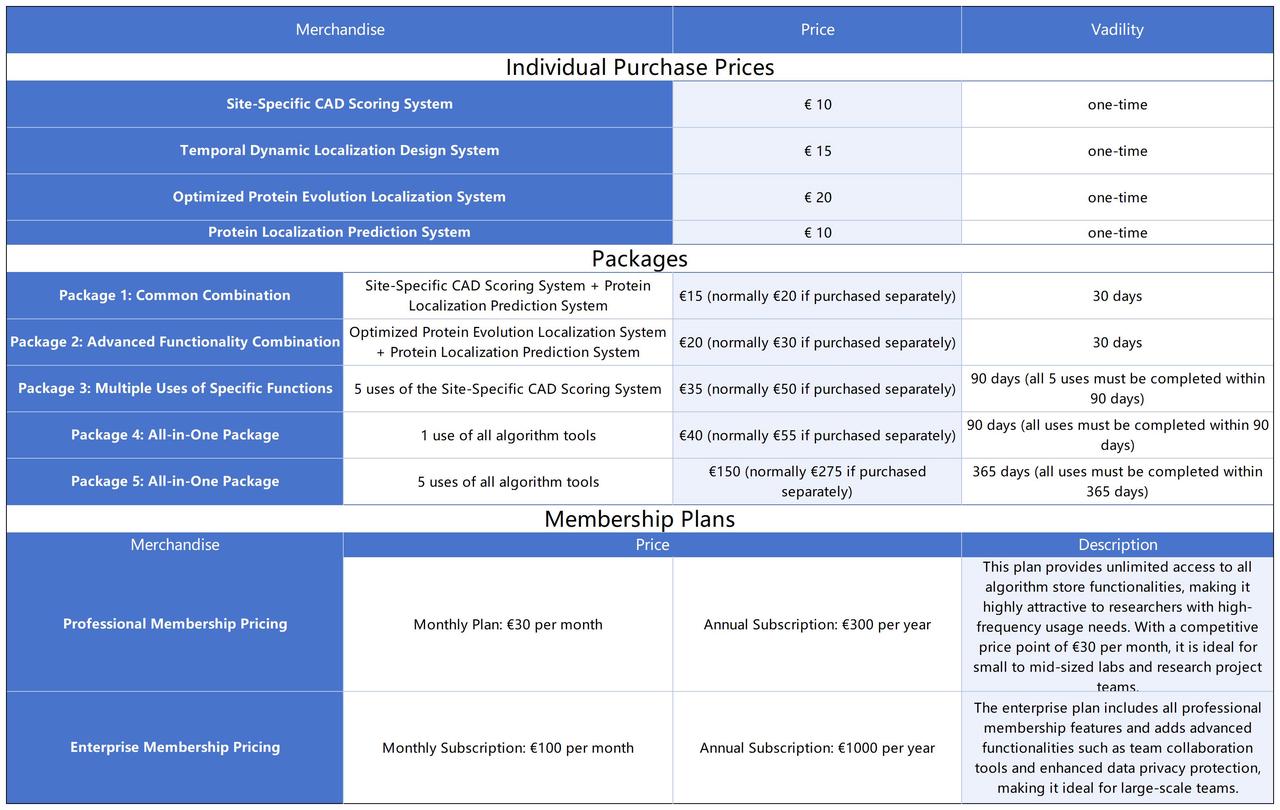 Merchandise Price Vadility
Individual Purchase Prices
Site-Specific CAD Scoring System € 10 one-time
Temporal Dynamic Localization Design System € 15 one-time
Optimized Protein Evolution Localization System € 20 one-time
Protein Localization Prediction System € 10 one-time
Packages
Package 1: Common Combination
Site-Specific CAD Scoring System + Protein
Localization Prediction System
€15 (normally €20 if purchased separately)
30 days
Package 2: Advanced Functionality Combination
Optimized Protein Evolution Localization System
+ Protein Localization Prediction System
€20 (normally €30 if purchased separately)
30 days
Package 3: Multiple Uses of Specific Functions
5 uses of the Site-Specific CAD Scoring System
€35 (normally €50 if purchased separately)
90 days (all 5 uses must be completed within
90 days)
Package 4: All-in-One Package
1 use of all algorithm tools
€40 (normally €55 if purchased separately)
90 days (all uses must be completed within 90
days)
Package 5: All-in-One Package
5 uses of all algorithm tools
€150 (normally €275 if purchased
separately)
365 days (all uses must be completed within
365 days)
Membership Plans
Merchandise Price Description
Professional Membership Pricing
Monthly Plan: €30 per month
Annual Subscription: €300 per year
This plan provides unlimited access to all
algorithm store functionalities, making it
highly attractive to researchers with high-
frequency usage needs. With a competitive
price point of €30 per month, it is ideal for
small to mid-sized labs and research project
teams.
Enterprise Membership Pricing
Monthly Subscription: €100 per month
Annual Subscription: €1000 per year
The enterprise plan includes all professional
membership features and adds advanced
functionalities such as team collaboration
tools and enhanced data privacy protection,
making it ideal for large-scale teams.